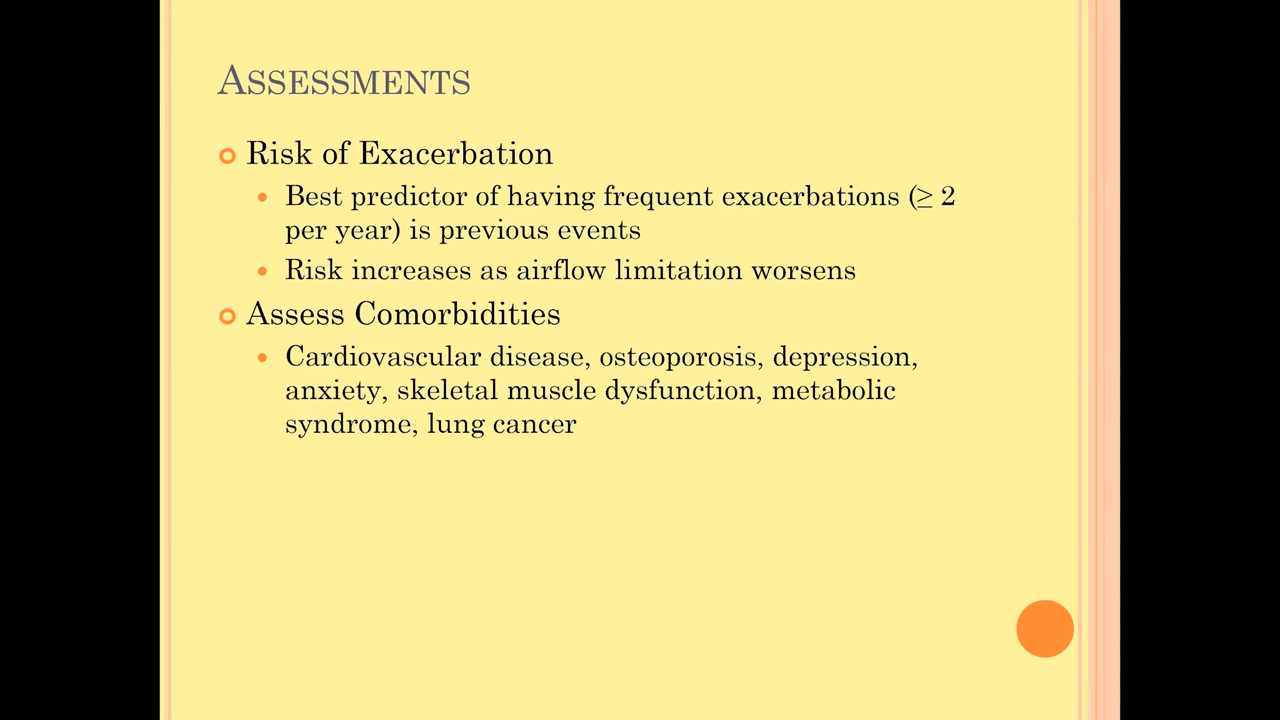 ASSESSMENTS
Risk of Exacerbation
Best predictor of having frequent exacerbations (≥ 2
per year) is previous events
Risk increases as airflow limitation worsens
Assess Comorbidities
Cardiovascular disease, osteoporosis, depression,
anxiety, skeletal muscle dysfunction, metabolic
syndrome, lung cancer